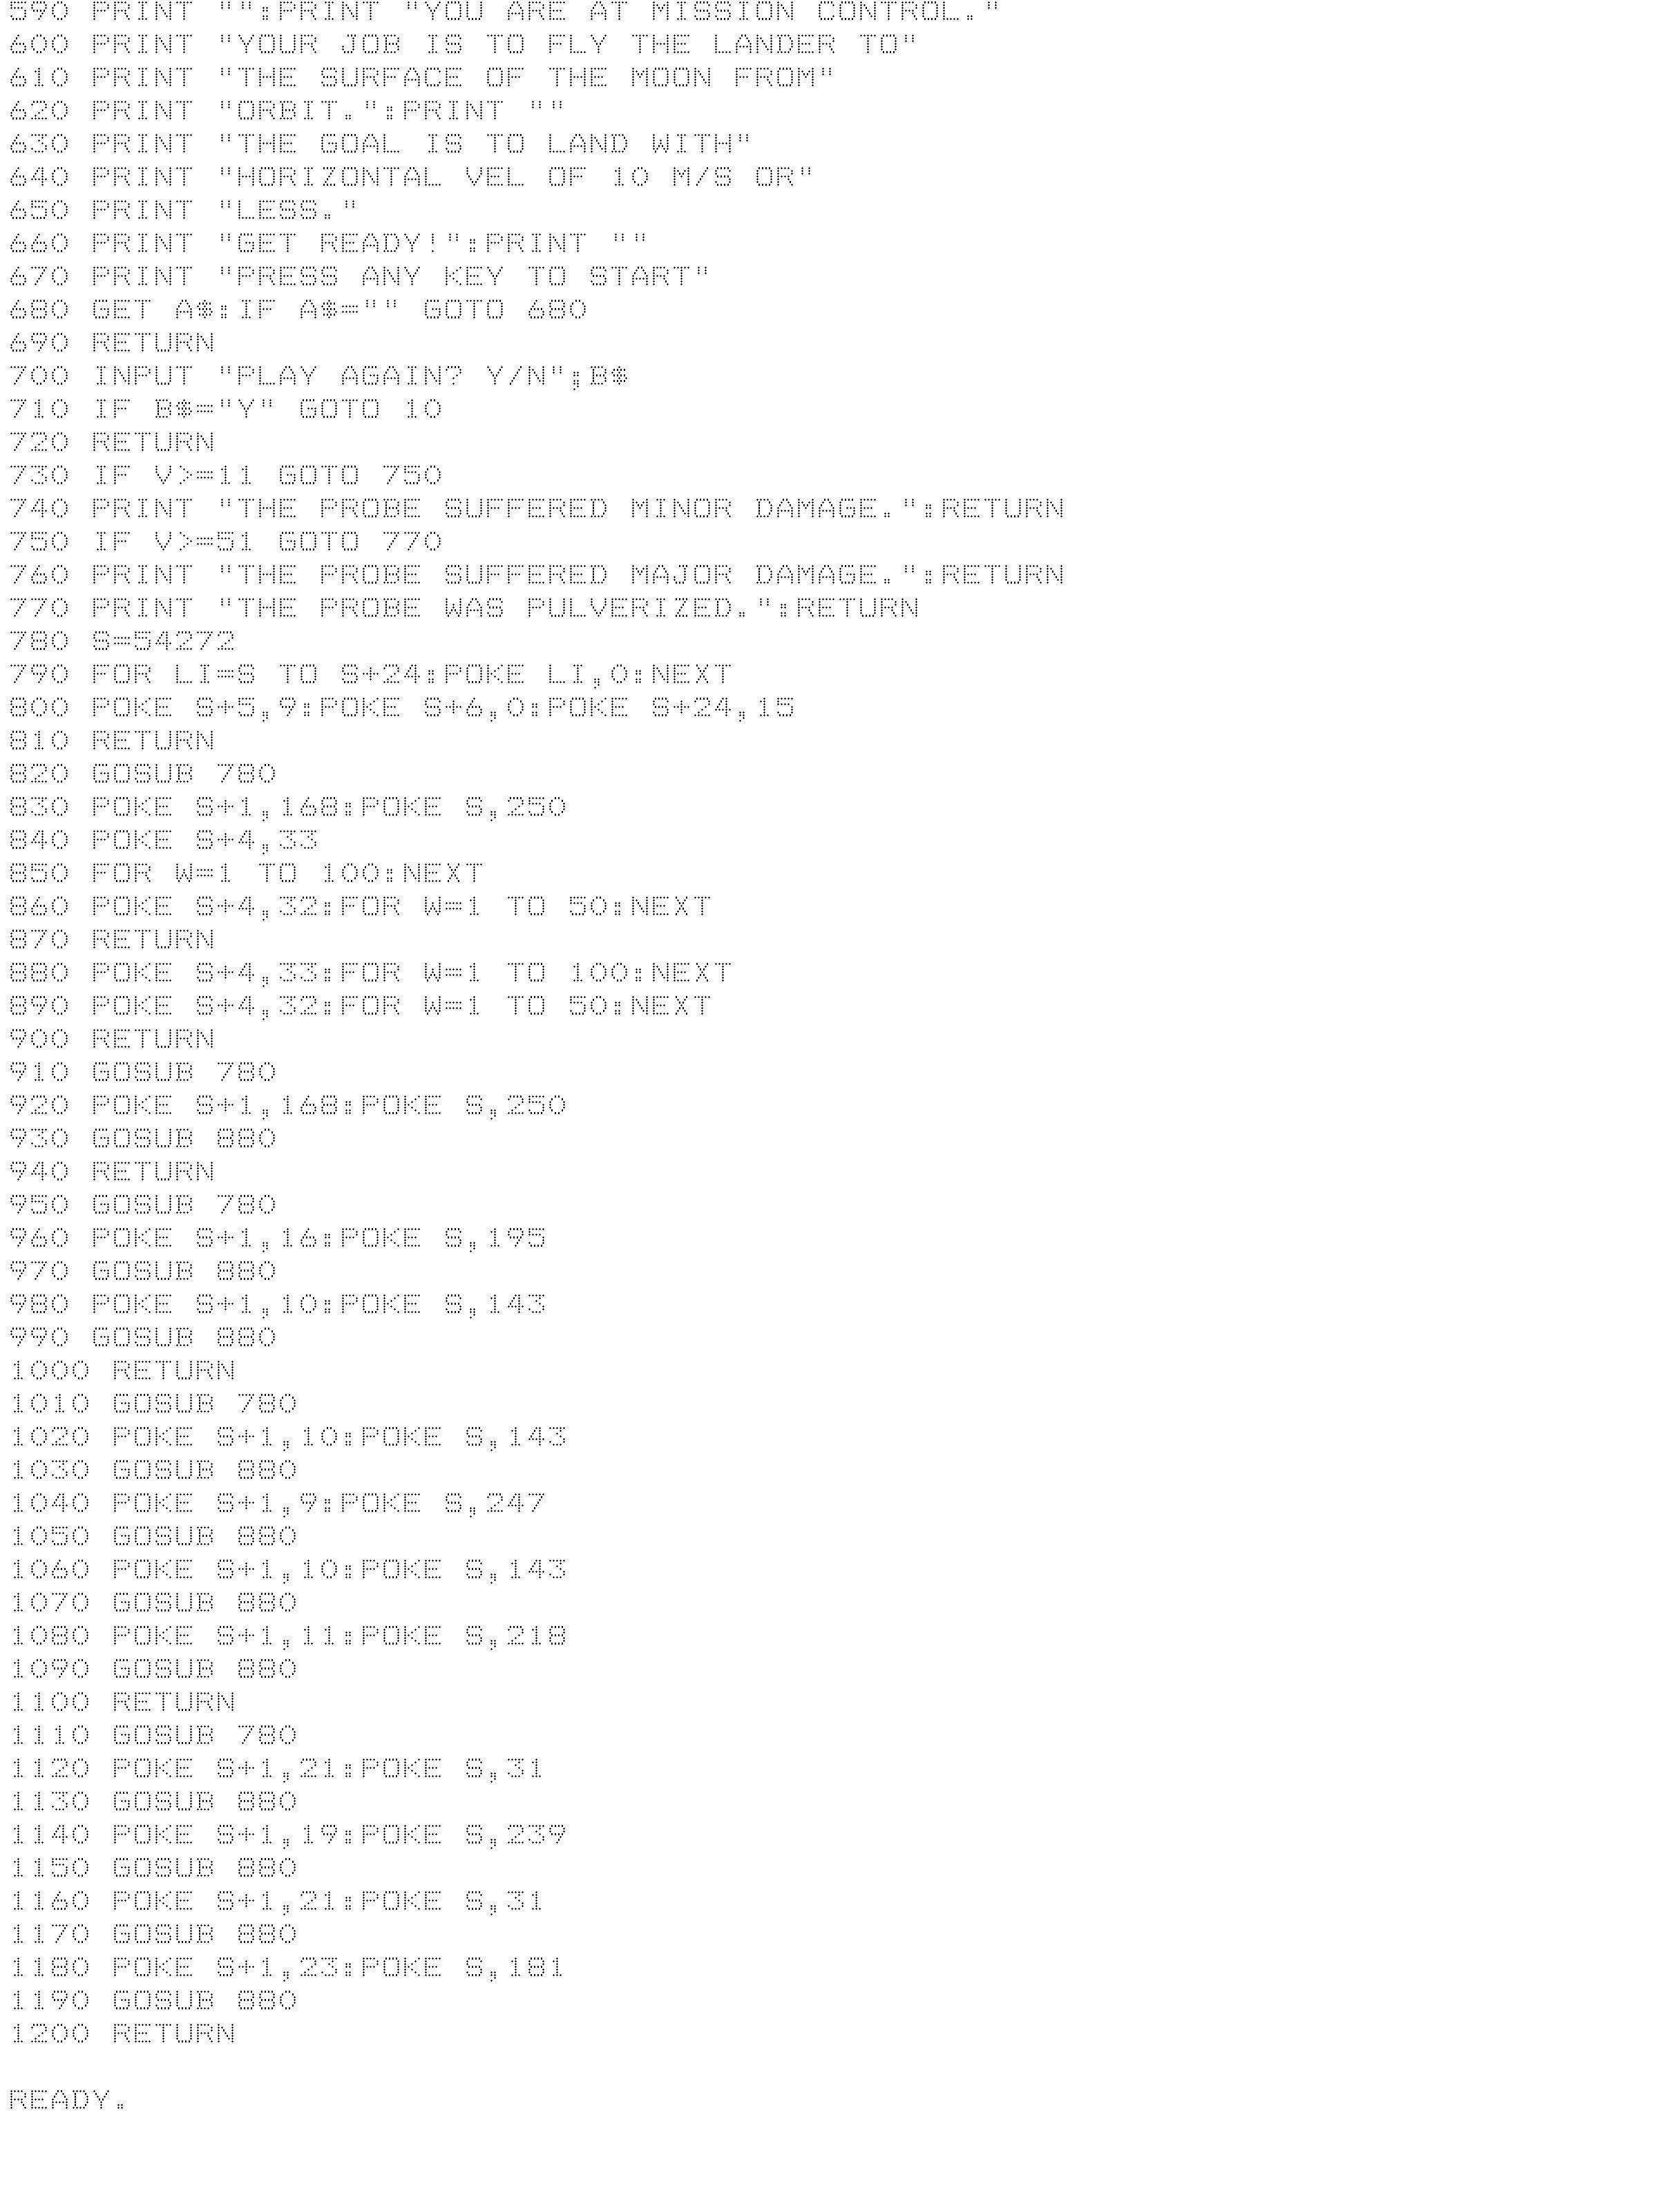 590 PRINT "":PRINT "YOU ARE AT MISSION CONTROL."
600 PRINT "YOUR JOB IS TO FLY THE LANDER TO"
610 PRINT "THE SURFACE OF THE MOON FROM"
620 PRINT "ORBIT.":PRINT ""
630 PRINT "THE GOAL IS TO LAND WITH"
640 PRINT "HORIZONTAL VEL OF 10 M/S OR"
650 PRINT "LESS."
660 PRINT "GET READY!":PRINT ""
670 PRINT "PRESS ANY KEY TO START"
680 GET A$:IF A$="" GOTO 680
690 RETURN
700 INPUT "PLAY AGAIN? Y/N";B$
710 IF B$="Y" GOTO 10
720 RETURN
730 IF V>=11 GOTO 750
740 PRINT "THE PROBE SUFFERED MINOR DAMAGE.":RETURN
750 IF V>=51 GOTO 770
760 PRINT "THE PROBE SUFFERED MAJOR DAMAGE.":RETURN
770 PRINT "THE PROBE WAS PULVERIZED.":RETURN
780 S=54272
790 FOR LI=S TO S+24:POKE LI,0:NEXT
800 POKE S+5,9:POKE S+6,0:POKE S+24,15
810 RETURN
820 GOSUB 780
830 POKE S+1,168:POKE S,250
840 POKE S+4,33
850 FOR W=1 TO 100:NEXT
860 POKE S+4,32:FOR W=1 TO 50:NEXT
870 RETURN
880 POKE S+4,33:FOR W=1 TO 100:NEXT
890 POKE S+4,32:FOR W=1 TO 50:NEXT
900 RETURN
910 GOSUB 780
920 POKE S+1,168:POKE S,250
930 GOSUB 880
940 RETURN
950 GOSUB 780
960 POKE S+1,16:POKE S,195
970 GOSUB 880
980 POKE S+1,10:POKE S,143
990 GOSUB 880
1000 RETURN
1010 GOSUB 780
1020 POKE S+1,10:POKE S,143
1030 GOSUB 880
1040 POKE S+1,9:POKE S,247
1050 GOSUB 880
1060 POKE S+1,10:POKE S,143
1070 GOSUB 880
1080 POKE S+1,11:POKE S,218
1090 GOSUB 880
1100 RETURN
1110 GOSUB 780
1120 POKE S+1,21:POKE S,31
1130 GOSUB 880
1140 POKE S+1,19:POKE S,239
1150 GOSUB 880
1160 POKE S+1,21:POKE S,31
1170 GOSUB 880
1180 POKE S+1,23:POKE S,181
1190 GOSUB 880
1200 RETURN
READY.